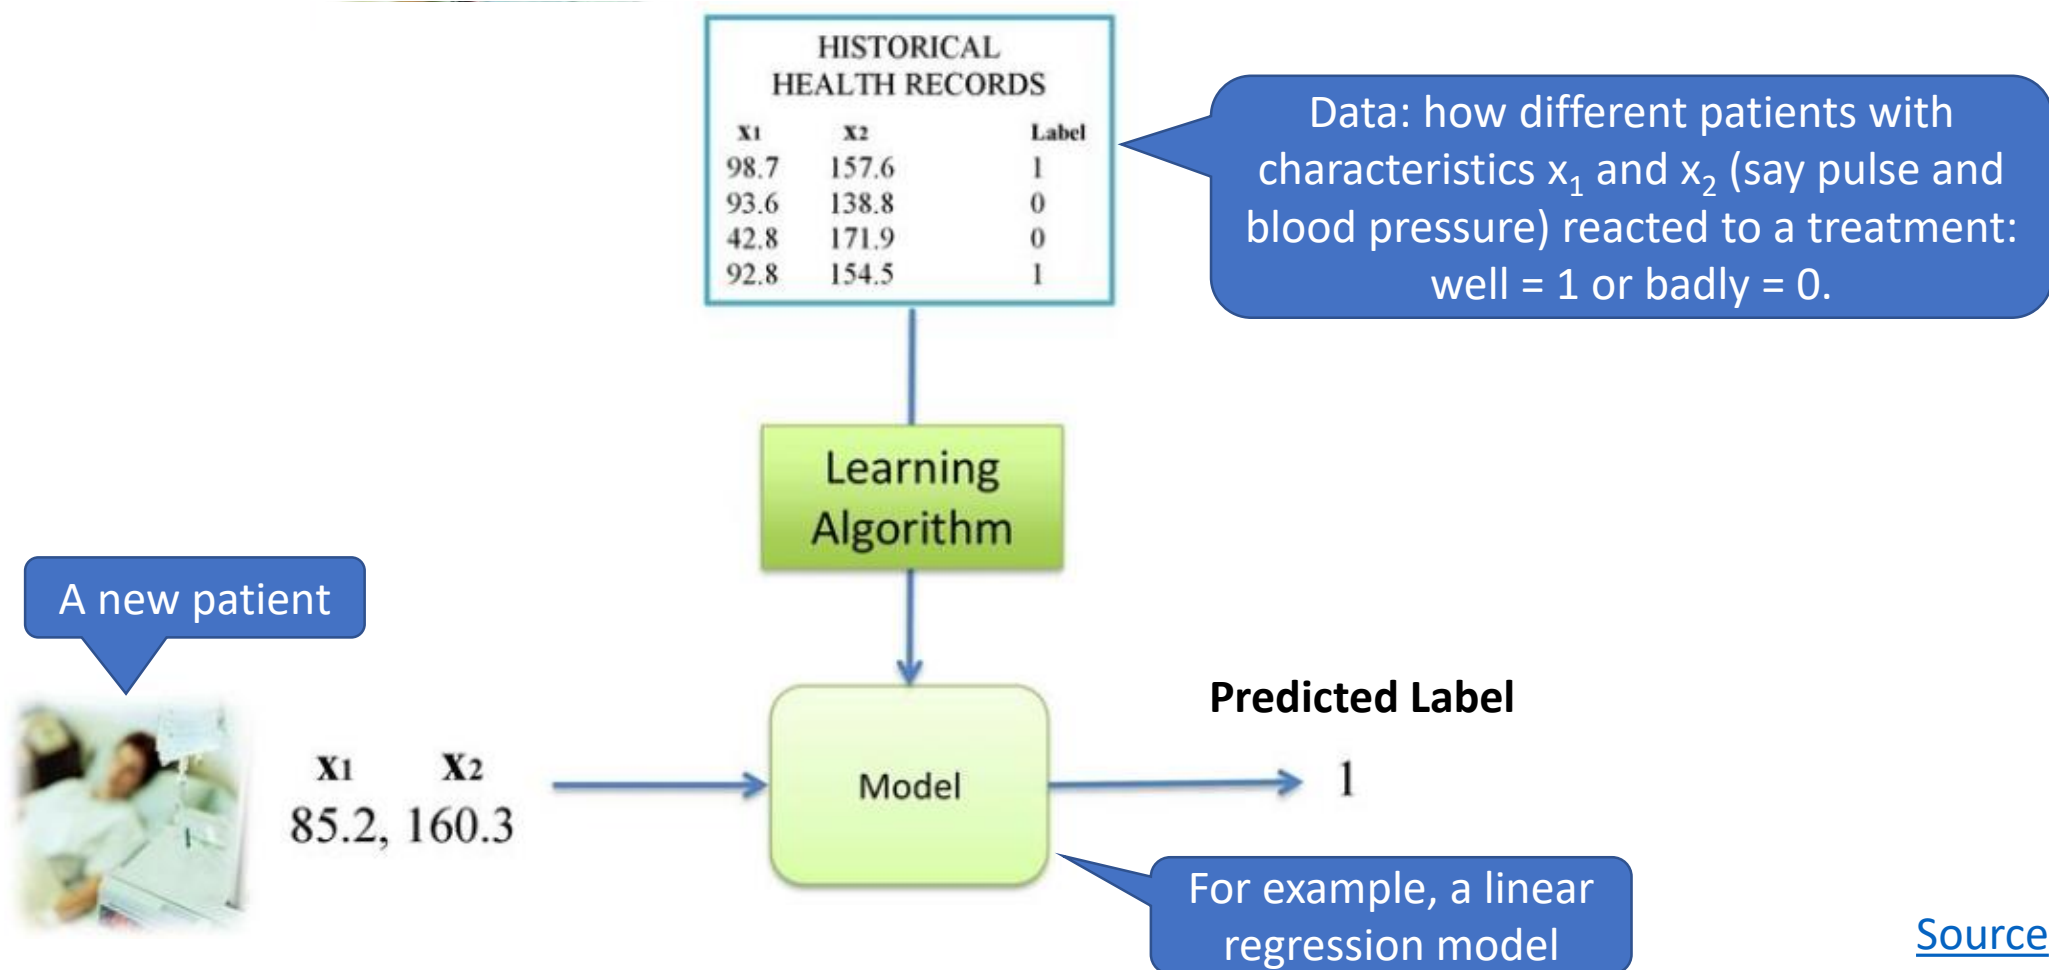 HISTORICAL
HEALTH RECORDS
x1 x2 Label
98.7 157.6 1
93.6 138.8 0
42.8 171.9 0
92.8 154.5 1
Data: how different patients with
characteristics x₁ and x₂ (say pulse and
blood pressure) reacted to a treatment:
well = 1 or badly = 0.
Learning
Algorithm
A new patient
x1 x2
85.2, 160.3
Model
Predicted Label
1
For example, a linear
regression model
Source